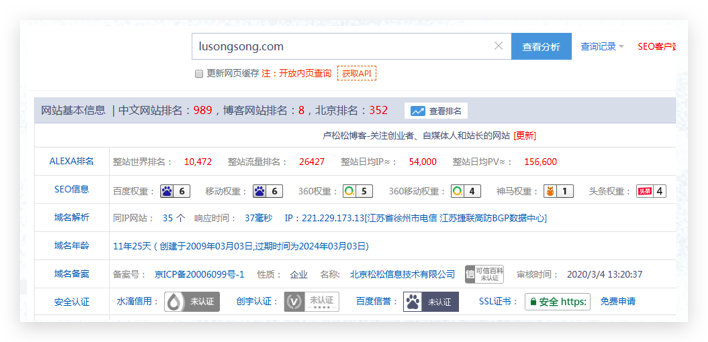 lusongsong.com × 查看分析 查询记录 SEO客户端
更新网页缓存 注：开放内页查询 获取API
网站基本信息 | 中文网站排名：989，博客网站排名：8，北京排名：352 查看排名
卢松松博客-关注创业者、自媒体人和站长的网站 [更新]
ALEXA排名 整站世界排名： 10,472 整站流量排名： 26427 整站日均IP≈： 54,000 整站日均PV≈： 156,600
SEO信息 百度权重： 6 移动权重： 6 360权重： 5 360移动权重： 4 神马权重： 1 头条权重： 头条 4
域名解析 同IP网站： 35 个 响应时间： 37毫秒 IP：221.229.173.13[江苏省徐州市电信 江苏捷联高防BGP数据中心]
域名年龄 11年25天（创建于2009年03月03日,过期时间为2024年03月03日)
域名备案 备案号： 京ICP备20006099号-1 性质： 企业 名称: 北京松松信息技术有限公司 信 可信百科 未认证 审核时间： 2020/3/4 13:20:37
安全认证 水滴信用： 未认证 创宇认证： V 未认证 百度信誉： 未认证 SSL证书： 安全 https: 免费申请